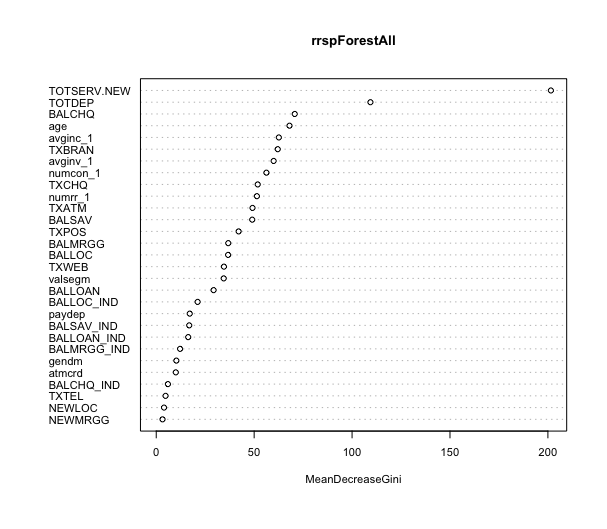 rrspForestAll
TOTSERV.NEW
TOTDEP
BALCHQ
age
avginc_1
TXBRAN
avginv_1
numcon_1
TXCHQ
numrr_1
TXATM
BALSAV
TXPOS
BALMRGG
BALLOC
TXWEB
valsegm
BALLOAN
BALLOC_IND
paydep
BALSAV_IND
BALLOAN_IND
BALMRGG_IND
gendm
atmcrd
BALCHQ_IND
TXTEL
NEWLOC
NEWMRGG
0 50 100 150 200
MeanDecreaseGini